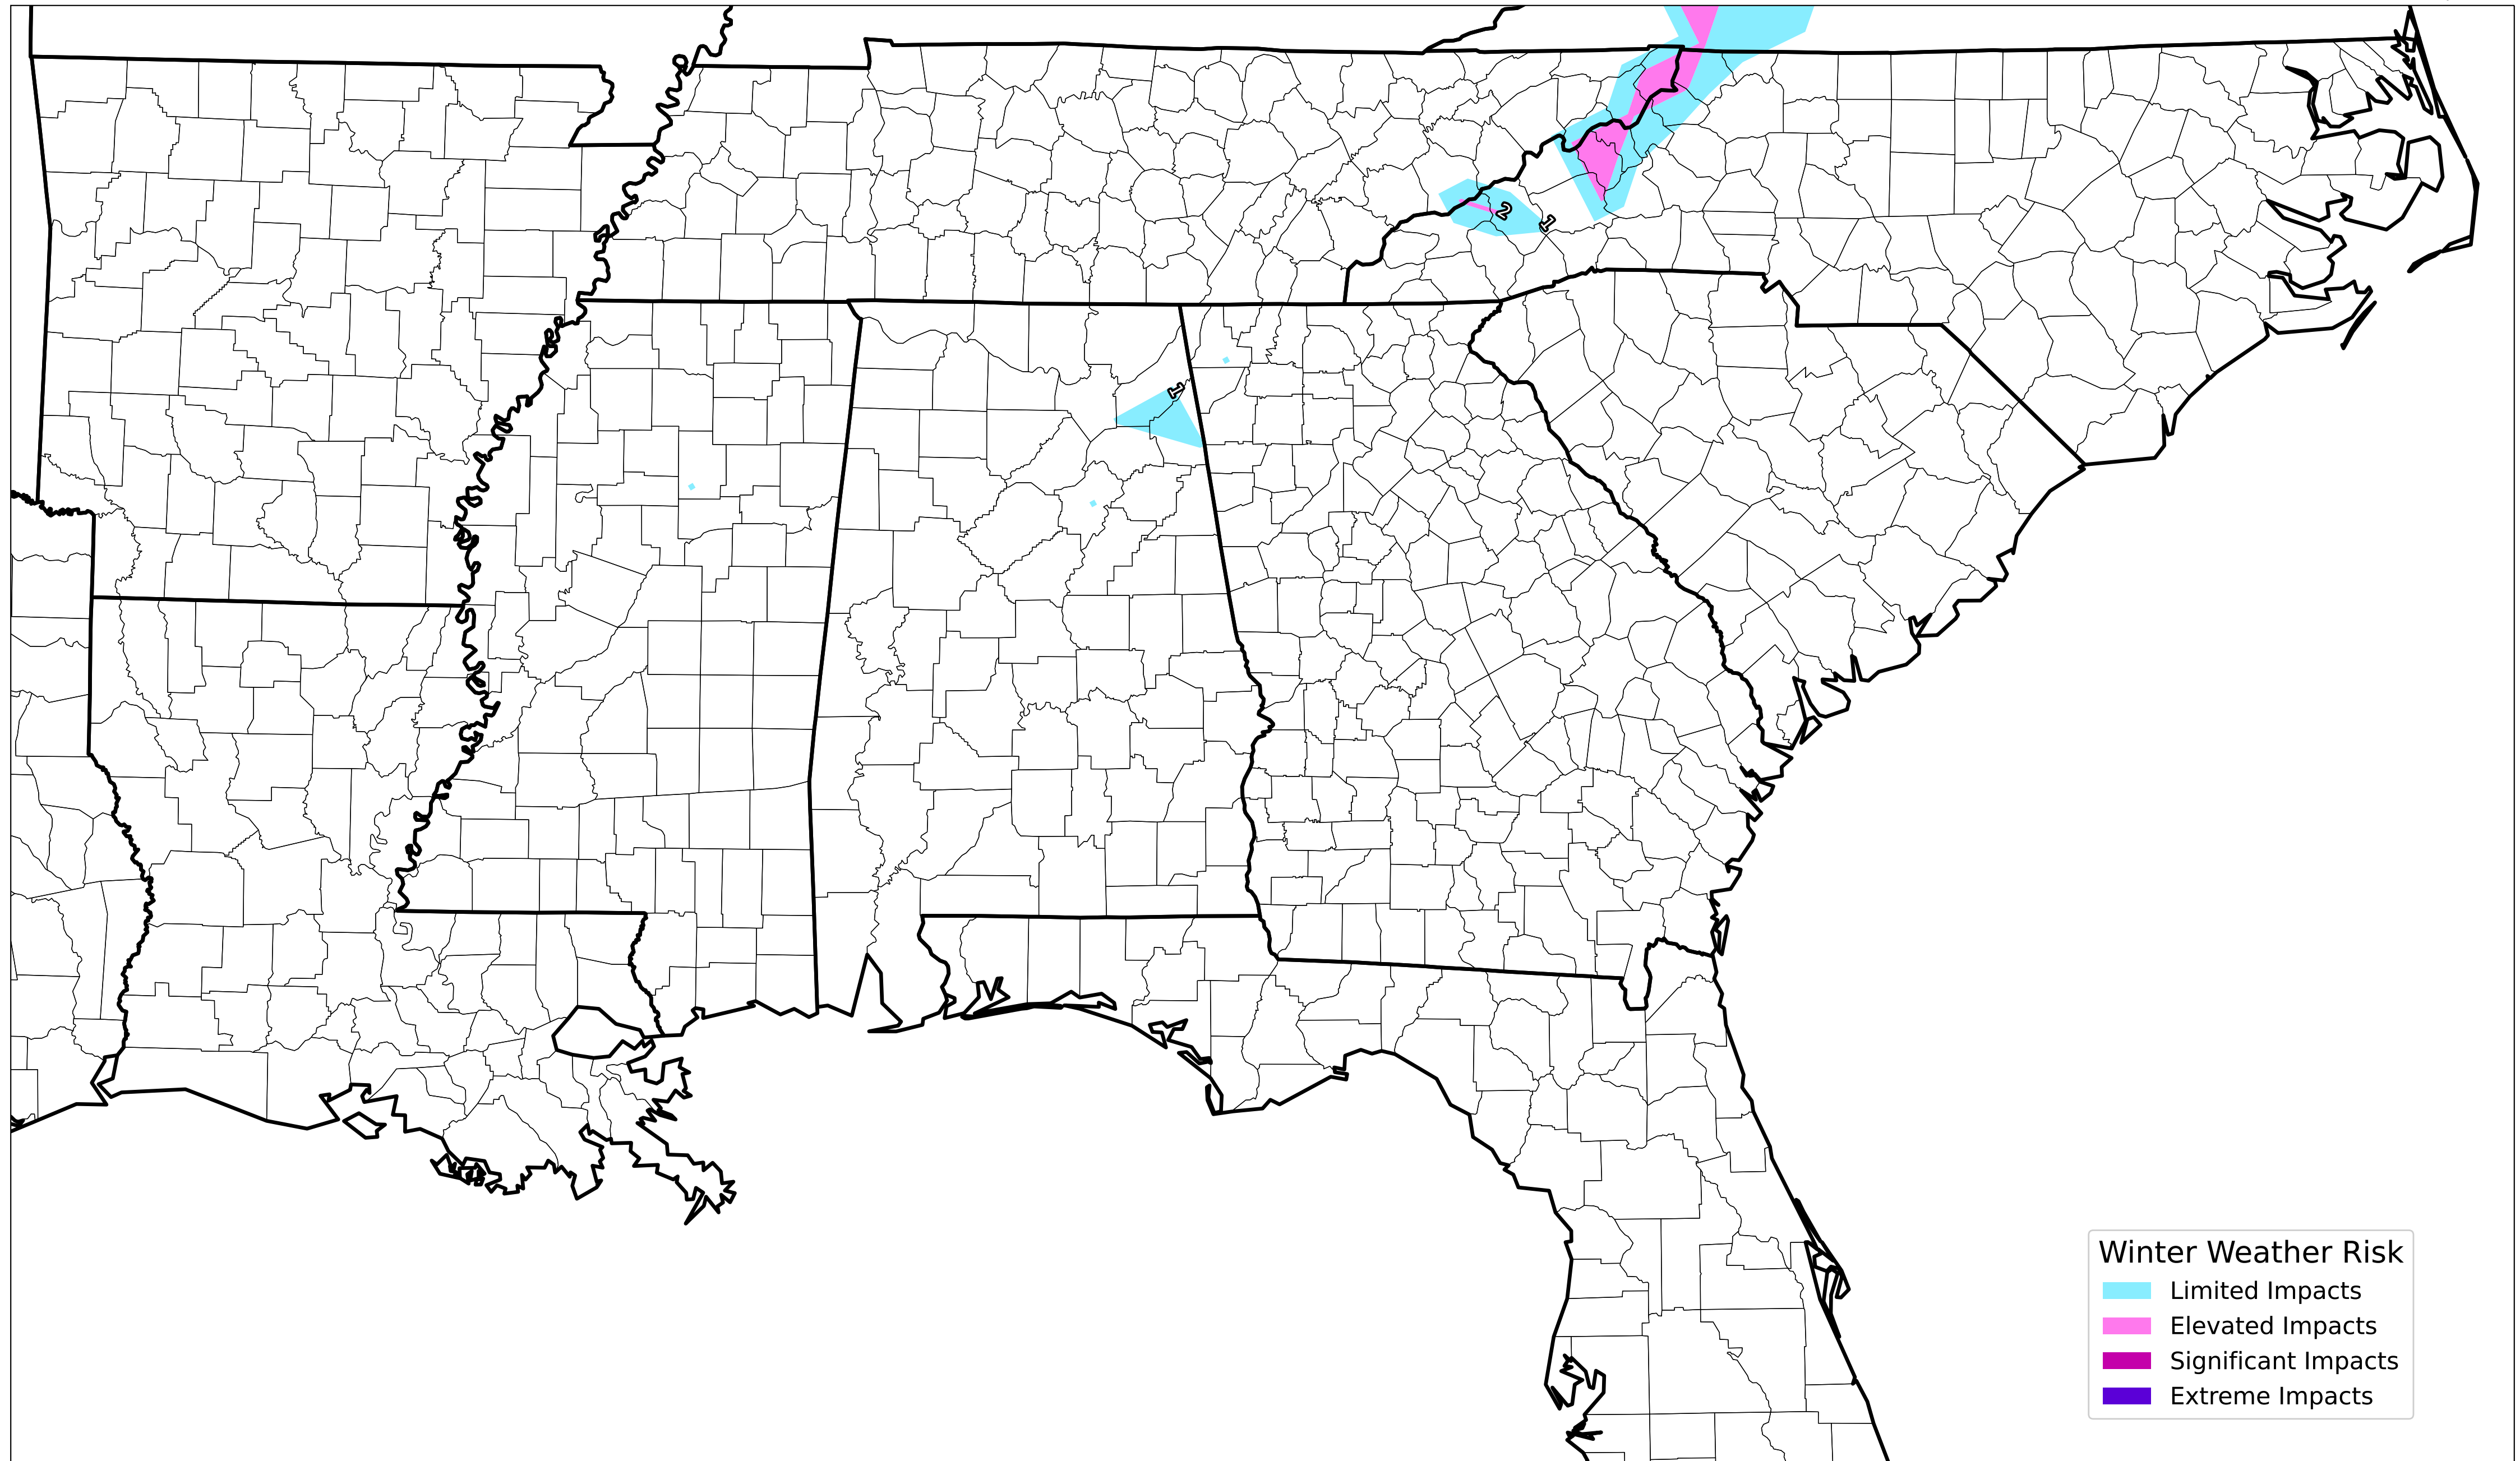 2
1
1
Winter Weather Risk
Limited Impacts
Elevated Impacts
Significant Impacts
Extreme Impacts